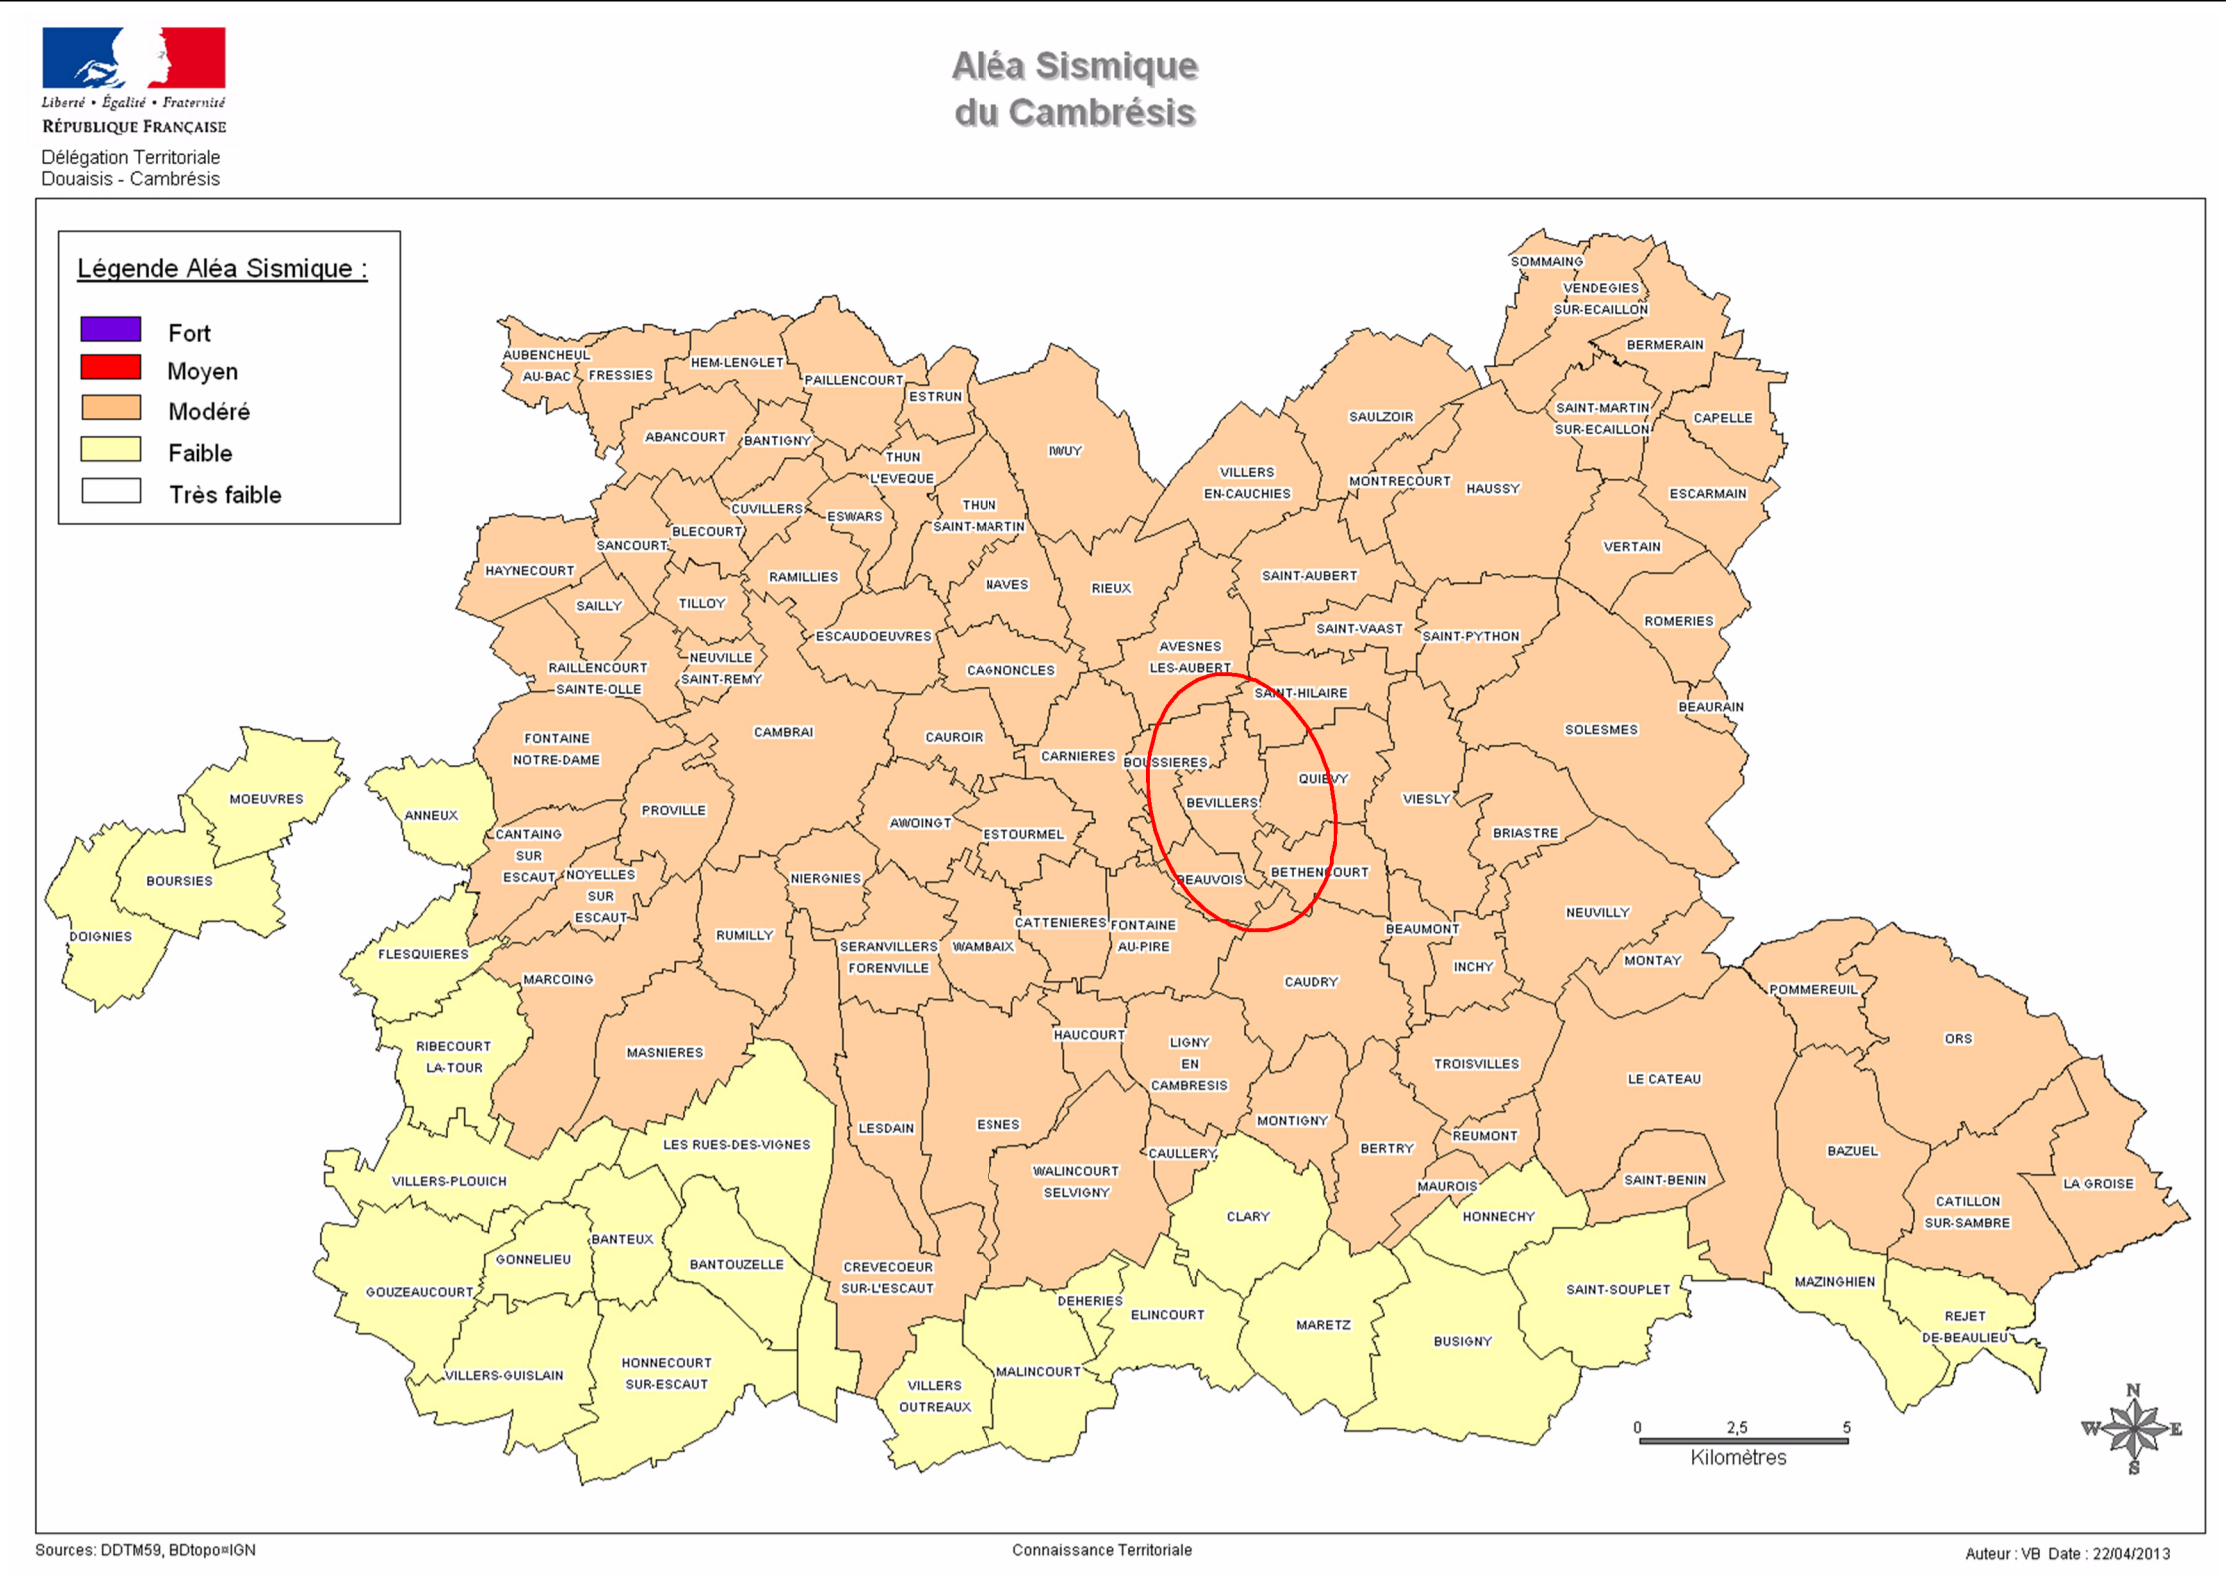 Aléa Sismique
du Cambrésis
Liberté • Égalité • Fraternité
RÉPUBLIQUE FRANÇAISE
Délégation Territoriale
Douaisis - Cambrésis
Légende Aléa Sismique :
Fort
Moyen
Modéré
Faible
Très faible
SOMMAING
VENDEGIES
SUR-ECAILLON
BERMERAIN
AUBENCHEUL
AU-BAC
FRESSIES
HEM-LENGLET
PAILLENCOURT
ESTRUN
SAINT-MARTIN
SUR-ECAILLON
CAPELLE
SAULZOIR
ABANCOURT
BANTIGNY
IWUY
THUN
L'EVEQUE
VILLERS
EN-CAUCHIES
MONTRECOURT
HAUSSY
ESCARMAIN
CUVILLERS
ESWARS
THUN
SAINT-MARTIN
BLECOURT
SANCOURT
VERTAIN
HAYNECOURT
RAMILLIES
NAVES
RIEUX
SAINT-AUBERT
SAILLY
TILLOY
ROMERIES
ESCAUDOEUVRES
SAINT-VAAST
SAINT-PYTHON
AVESNES
LES-AUBERT
NEUVILLE
SAINT-REMY
RAILLENCOURT
SAINTE-OLLE
CAGNONCLES
SAINT-HILAIRE
BEAURAIN
SOLESMES
CAMBRAI
CAUROIR
FONTAINE
NOTRE-DAME
CARNIERES
BOUSSIERES
QUIEVY
MOEUVRES
ANNEUX
PROVILLE
BEVILLERS
VIESLY
AWOINGT
ESTOURMEL
BRIASTRE
CANTAING
SUR
ESCAUT
NOYELLES
SUR
ESCAUT
BOURSIES
NIERGNIES
BEAUVOIS
BETHENCOURT
NEUVILLY
DOIGNIES
RUMILLY
CATTENIERES
FONTAINE
AU-PIRE
BEAUMONT
SERANVILLERS
FORENVILLE
WAMBAIX
FLESQUIERES
MARCOING
CAUDRY
INCHY
MONTAY
POMMEREUIL
HAUCOURT
ORS
RIBECOURT
LA-TOUR
MASNIERES
LIGNY
EN
CAMBRESIS
TROISVILLES
LE CATEAU
LESDAIN
ESNES
MONTIGNY
REUMONT
LES RUES-DES-VIGNES
BERTRY
CAULLERY
BAZUEL
VILLERS-PLOUICH
WALINCOURT
SELVIGNY
MAUROIS
SAINT-BENIN
LA GROISE
CATILLON
SUR-SAMBRE
CLARY
HONNECHY
BANTEUX
GONNELIEU
BANTOUZELLE
CREVECOEUR
SUR-L'ESCAUT
GOUZEAUCOURT
DEHERIES
ELINCOURT
SAINT-SOUPLET
MAZINGHIEN
MARETZ
REJET
DE-BEAULIEU
BUSIGNY
HONNECOURT
SUR-ESCAUT
VILLERS-GUISLAIN
MALINCOURT
VILLERS
OUTREAUX
0 2,5 5
Kilomètres
N
W E
S
Sources: DDTM59, BDtopo¤IGN
Connaissance Territoriale
Auteur : VB Date : 22/04/2013